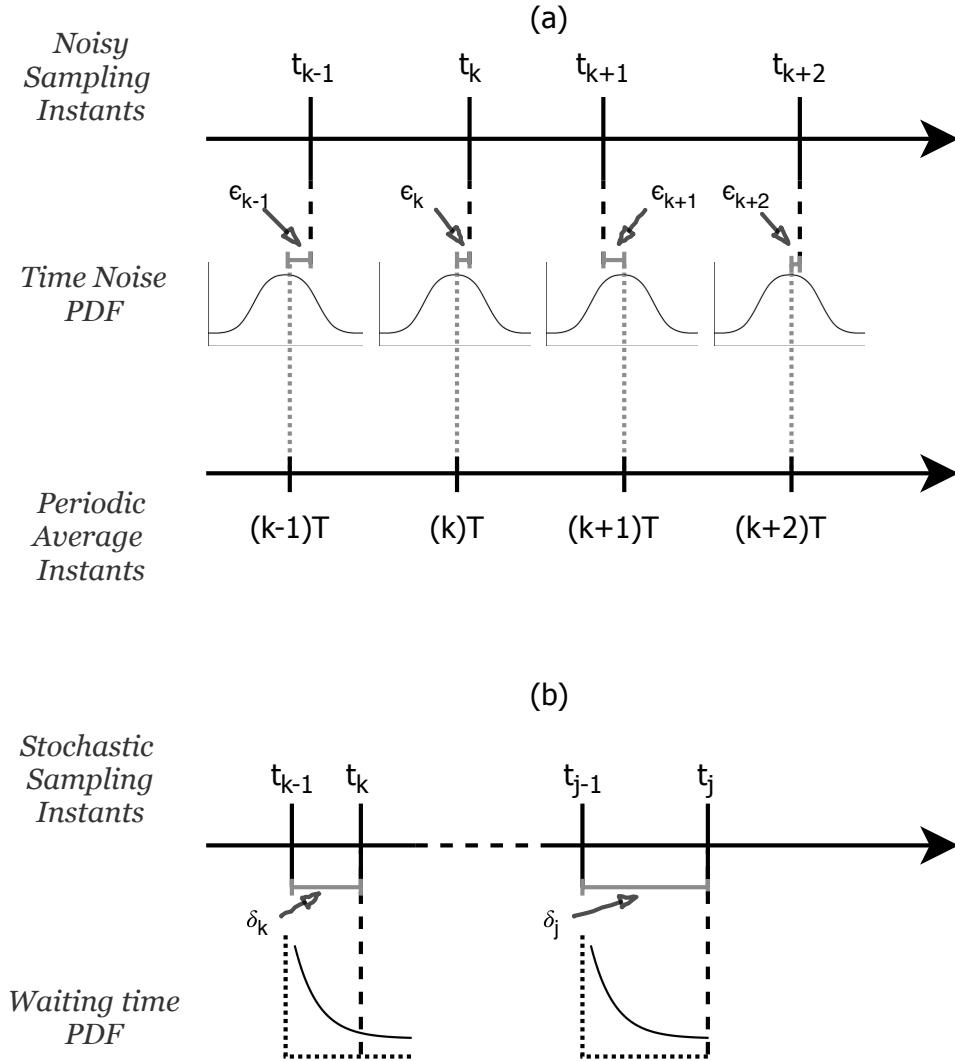 (a)
Noisy
Sampling
Instants
t_{k-1} t_k t_{k+1} t_{k+2}
ϵ_{k-1} ϵ_k ϵ_{k+1} ϵ_{k+2}
Time Noise
PDF
Periodic
Average
Instants
(k-1)T (k)T (k+1)T (k+2)T
(b)
Stochastic
Sampling
Instants
t_{k-1} t_k t_{j-1} t_j
δ_k δ_j
Waiting time
PDF